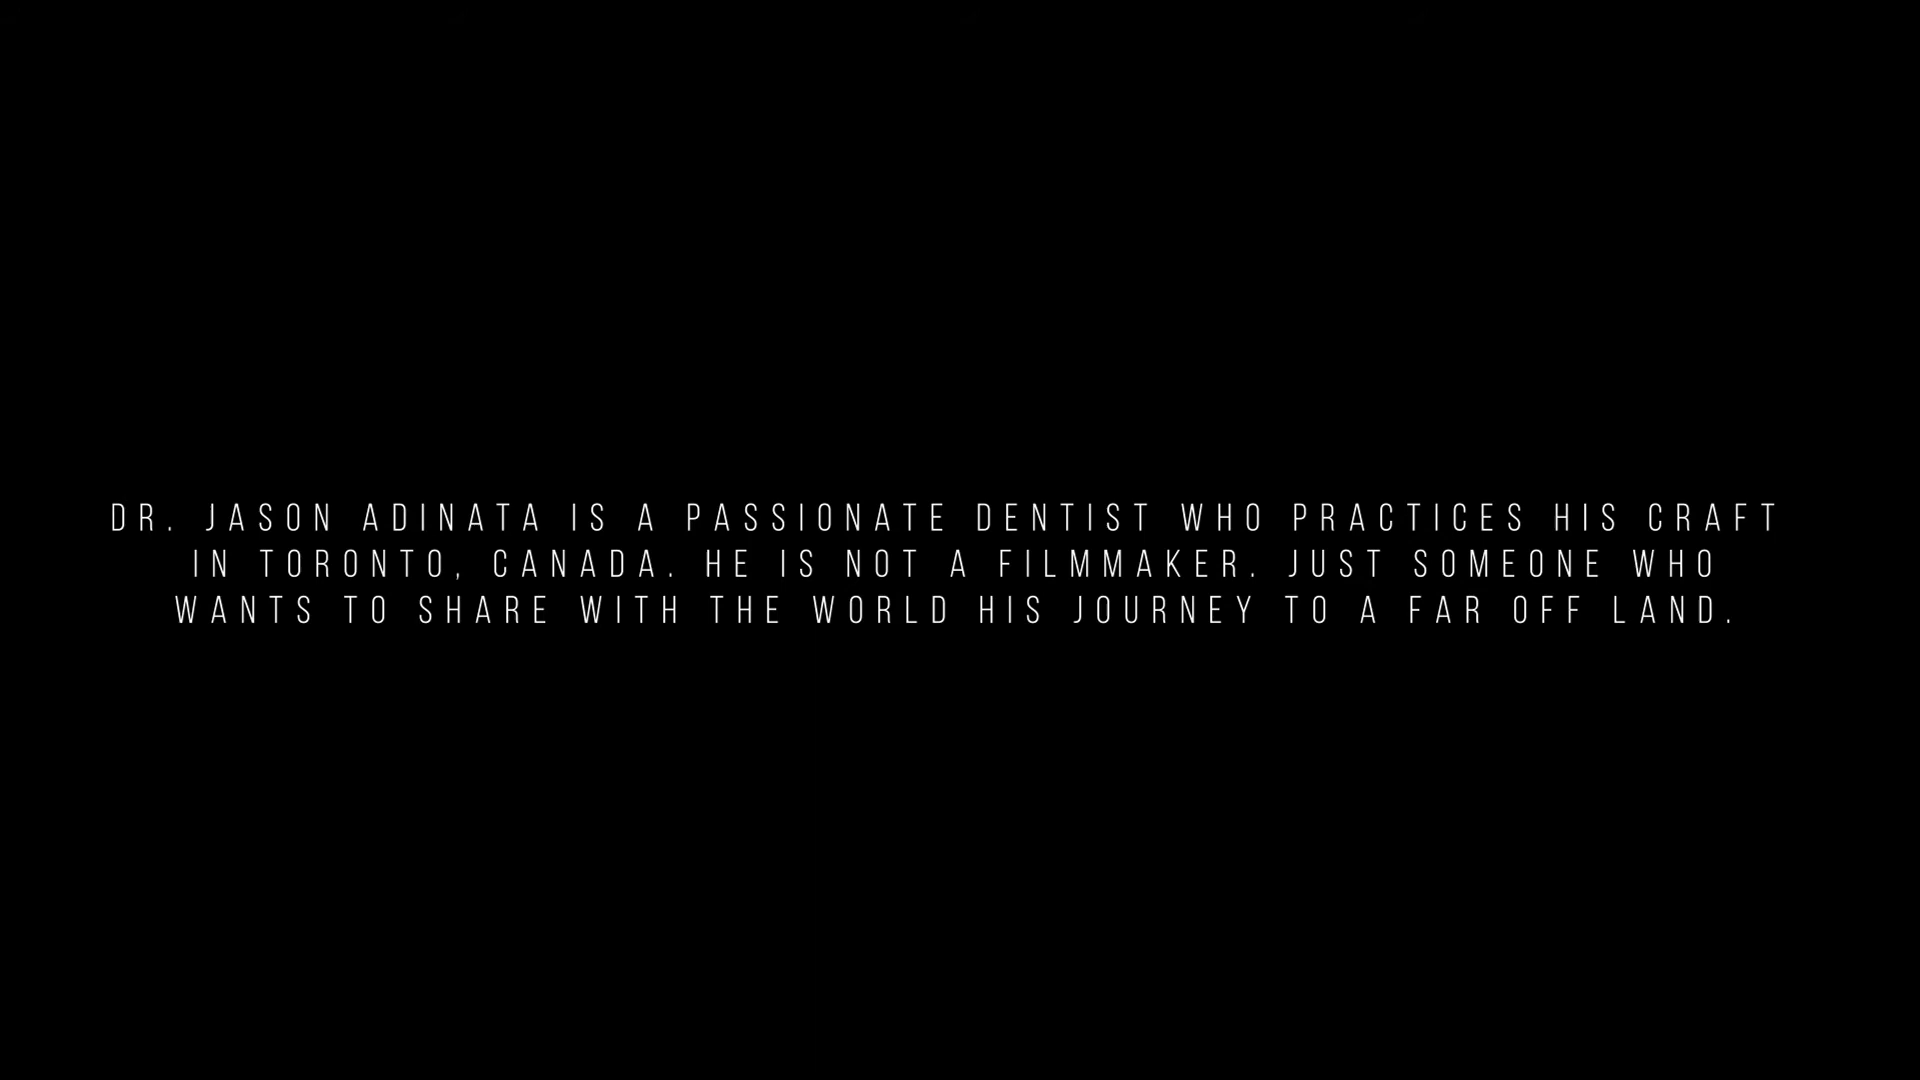 DR. JASON ADINATA IS A PASSIONATE DENTIST WHO PRACTICES HIS CRAFT
IN TORONTO, CANADA. HE IS NOT A FILMMAKER. JUST SOMEONE WHO
WANTS TO SHARE WITH THE WORLD HIS JOURNEY TO A FAR OFF LAND.